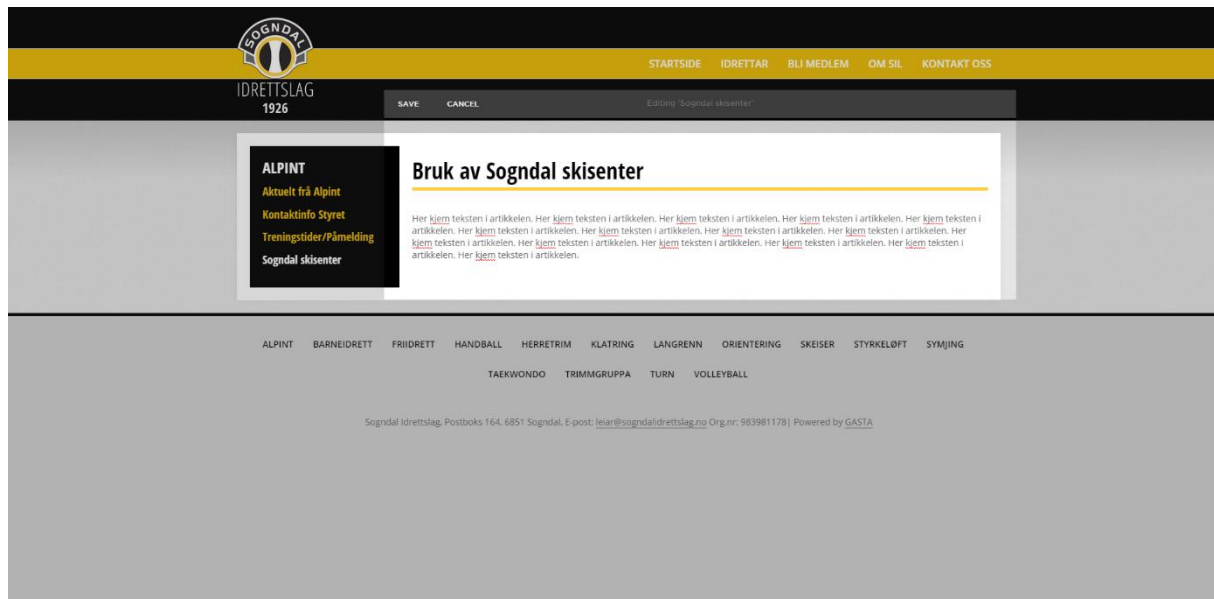 SOGNDAL
IDRETTSLAG
1926
STARTSIDE IDRETTAR BLI MEDLEM OM SIL KONTAKT OSS
SAVE CANCEL Editing 'Sogndal skisenter'
ALPINT
Aktuelt frå Alpint
Kontaktinfo Styret
Treningstider/Påmelding
Sogndal skisenter
Bruk av Sogndal skisenter
Her kjem teksten i artikkelen. Her kjem teksten i artikkelen. Her kjem teksten i artikkelen. Her kjem teksten i artikkelen. Her kjem teksten i
artikkelen. Her kjem teksten i artikkelen. Her kjem teksten i artikkelen. Her kjem teksten i artikkelen. Her kjem teksten i artikkelen. Her
kjem teksten i artikkelen. Her kjem teksten i artikkelen. Her kjem teksten i artikkelen. Her kjem teksten i artikkelen. Her kjem teksten i
artikkelen. Her kjem teksten i artikkelen.
ALPINT BARNEIDRETT FRIIDRETT HANDBALL HERRETRIM KLATRING LANGRENN ORIENTERING SKEISER STYRKELØFT SYMJING
TAEKWONDO TRIMMGRUPPA TURN VOLLEYBALL
Sogndal Idrettslag, Postboks 164, 6851 Sogndal, E-post: leiar@sogndalidrettslag.no Org.nr: 983981178| Powered by GASTA